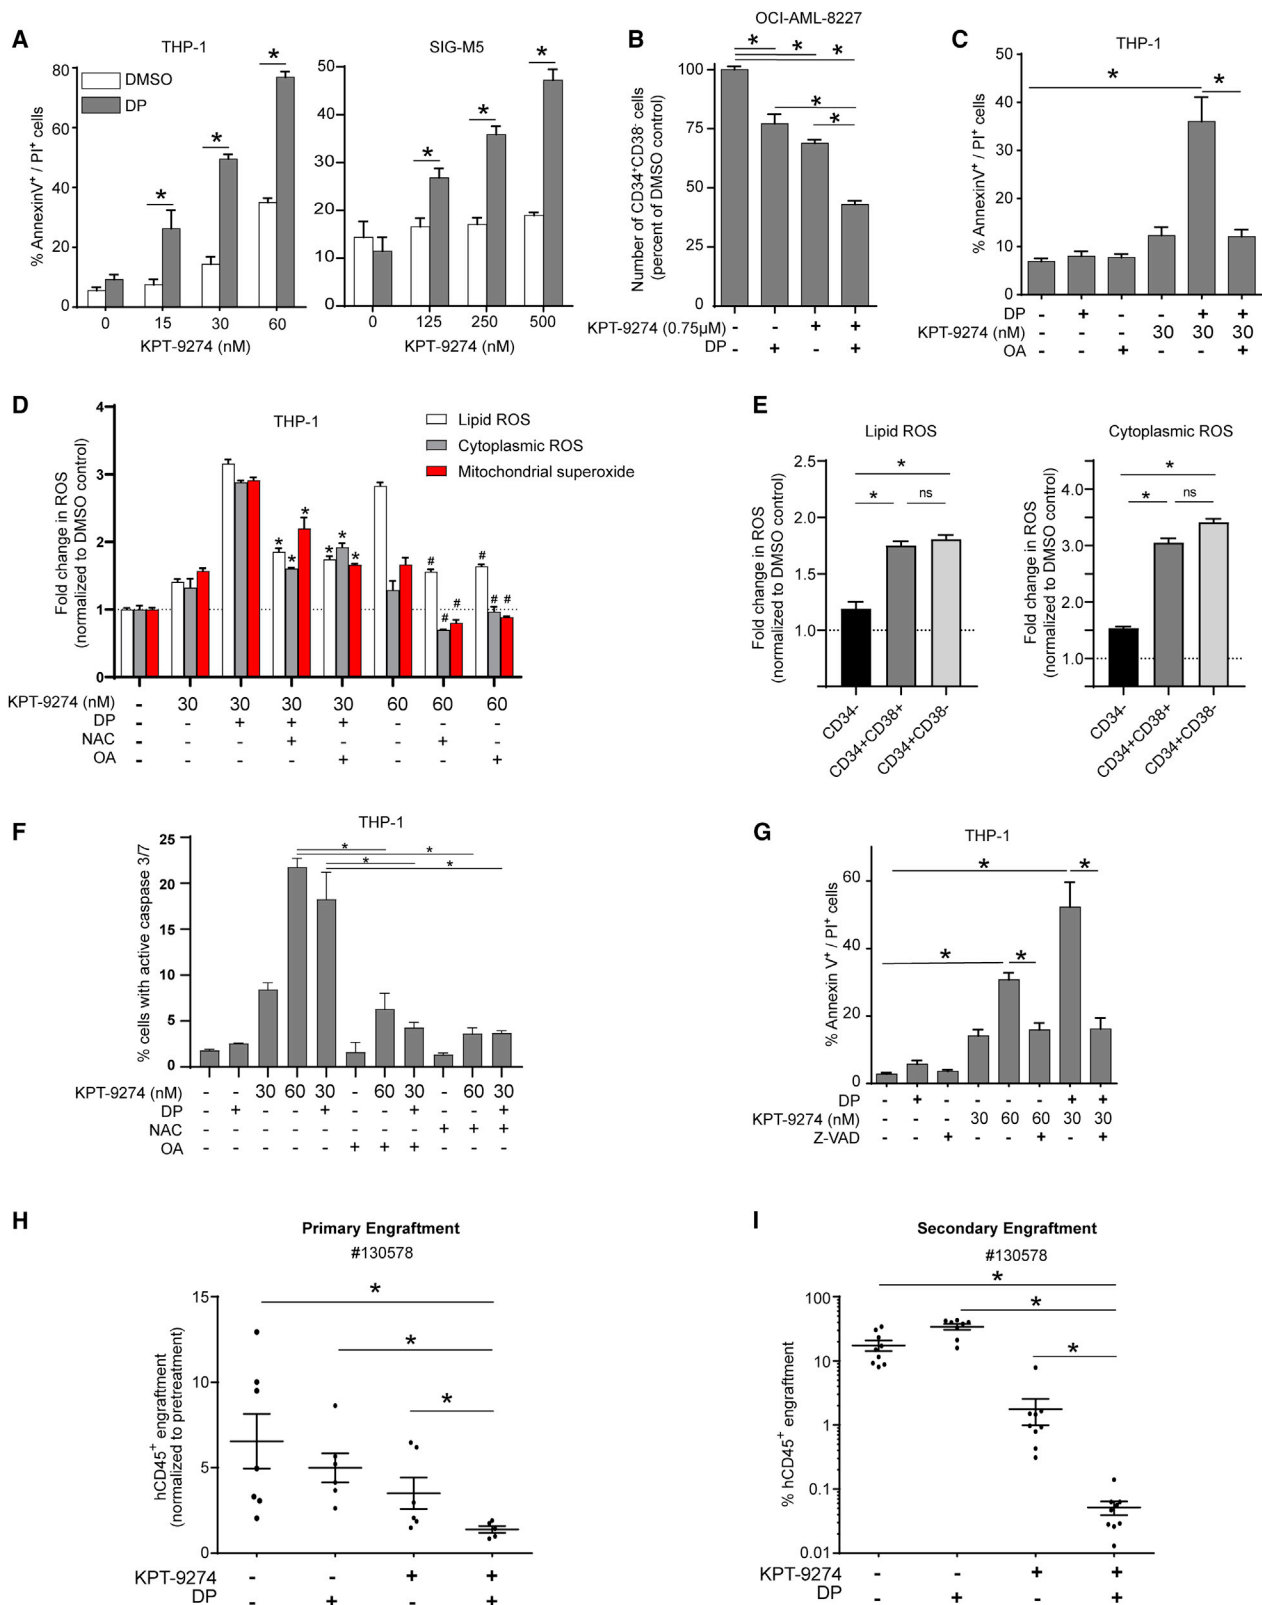 A
THP-1
SIG-M5
% AnnexinV+ / PI+ cells
80
60
40
20
0
DMSO
DP
*
*
*
0 15 30 60
KPT-9274 (nM)
50
40
30
20
10
0
*
*
*
0 125 250 500
KPT-9274 (nM)
B
OCI-AML-8227
Number of CD34+CD38- cells
(percent of DMSO control)
100
75
50
25
0
* * *
*
*
KPT-9274 (0.75µM) - - + +
DP - + - +
C
THP-1
% AnnexinV+ / PI+ cells
50
40
30
20
10
0
* *
DP - + - - + +
KPT-9274 (nM) - - - 30 30 30
OA - - + - - +
D
THP-1
Fold change in ROS
(normalized to DMSO control)
4
3
2
1
0
Lipid ROS
Cytoplasmic ROS
Mitochondrial superoxide
* * * * * *
# # # # # #
KPT-9274 (nM) - 30 30 30 30 60 60 60
DP - - + + + - - -
NAC - - - + - - + -
OA - - - - + - - +
E
Lipid ROS
Fold change in ROS
(normalized to DMSO control)
2.5
2.0
1.5
1.0
*
* ns
CD34- CD34+CD38+ CD34+CD38-
Cytoplasmic ROS
Fold change in ROS
(normalized to DMSO control)
4.0
3.0
2.0
1.0
*
* ns
CD34- CD34+CD38+ CD34+CD38-
F
THP-1
% cells with active caspase 3/7
25
20
15
10
5
0
*
*
*
*
KPT-9274 (nM) - - 30 60 30 - 60 30 - 60 30
DP - + - - + - - + - - +
NAC - - - - - - - - + + +
OA - - - - - + + + - - -
G
THP-1
% Annexin V+ / PI+ cells
60
40
20
0
* *
* *
DP - + - - - - + +
KPT-9274 (nM) - - - 30 60 60 30 30
Z-VAD - - + - - + - +
H
Primary Engraftment
#130578
hCD45+ engraftment
(normalized to pretreatment)
15
10
5
0
*
*
*
KPT-9274 - - + +
DP - + - +
I
Secondary Engraftment
#130578
% hCD45+ engraftment
100
10
1
0.1
0.01
*
*
*
KPT-9274 - - + +
DP - + - +